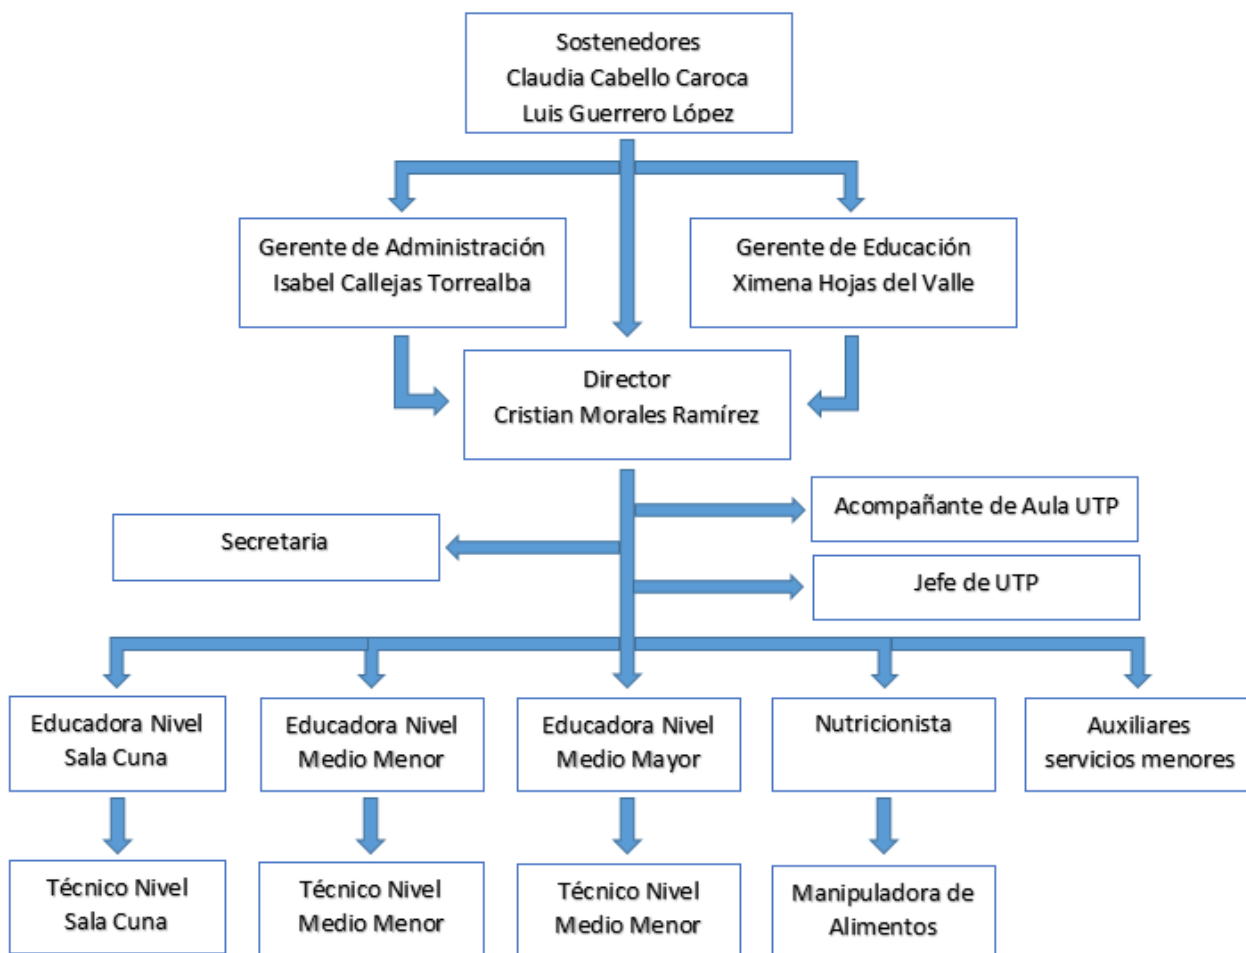 Sostenedores
Claudia Cabello Caroca
Luis Guerrero López
Gerente de Administración
Isabel Callejas Torrealba
Gerente de Educación
Ximena Hojas del Valle
Director
Cristian Morales Ramírez
Acompañante de Aula UTP
Secretaria
Jefe de UTP
Educadora Nivel
Sala Cuna
Educadora Nivel
Medio Menor
Educadora Nivel
Medio Mayor
Nutricionista
Auxiliares
servicios menores
Técnico Nivel
Sala Cuna
Técnico Nivel
Medio Menor
Técnico Nivel
Medio Menor
Manipuladora de
Alimentos